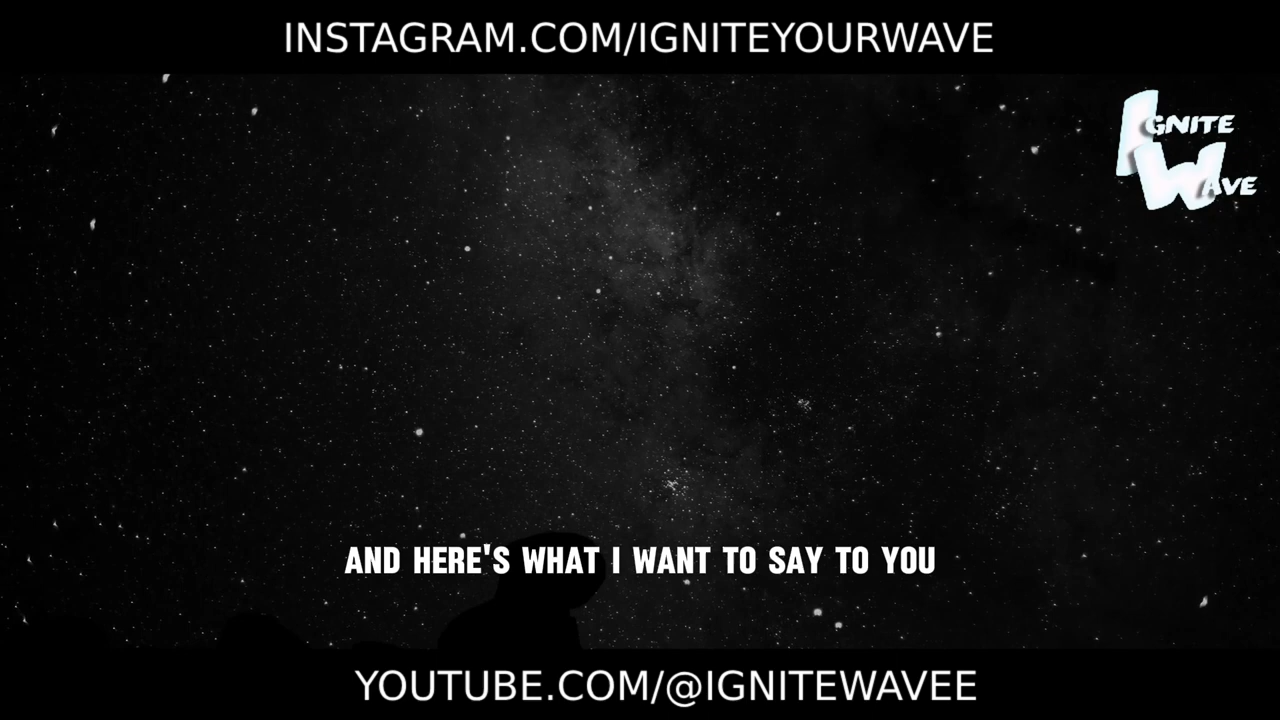 INSTAGRAM.COM/IGNITEYOURWAVE
IGNITE
WAVE
AND HERE'S WHAT I WANT TO SAY TO YOU
YOUTUBE.COM/@IGNITEWAVEE